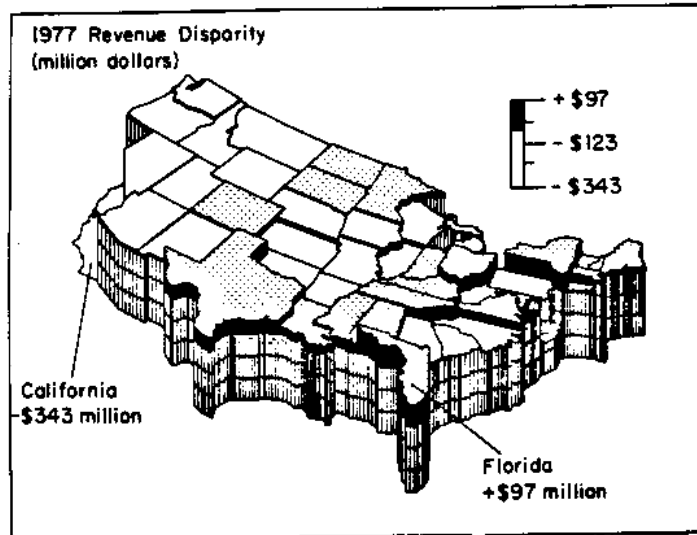 1977 Revenue Disparity
(million dollars)
+ $97
- $123
- $343
California
-$343 million
Florida
+$97 million